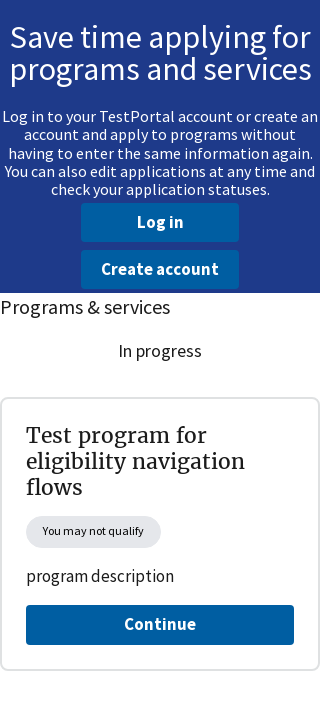 Save time applying for
programs and services
Log in to your TestPortal account or create an
account and apply to programs without
having to enter the same information again.
You can also edit applications at any time and
check your application statuses.
Log in
Create account
Programs & services
In progress
Test program for
eligibility navigation
flows
You may not qualify
program description
Continue